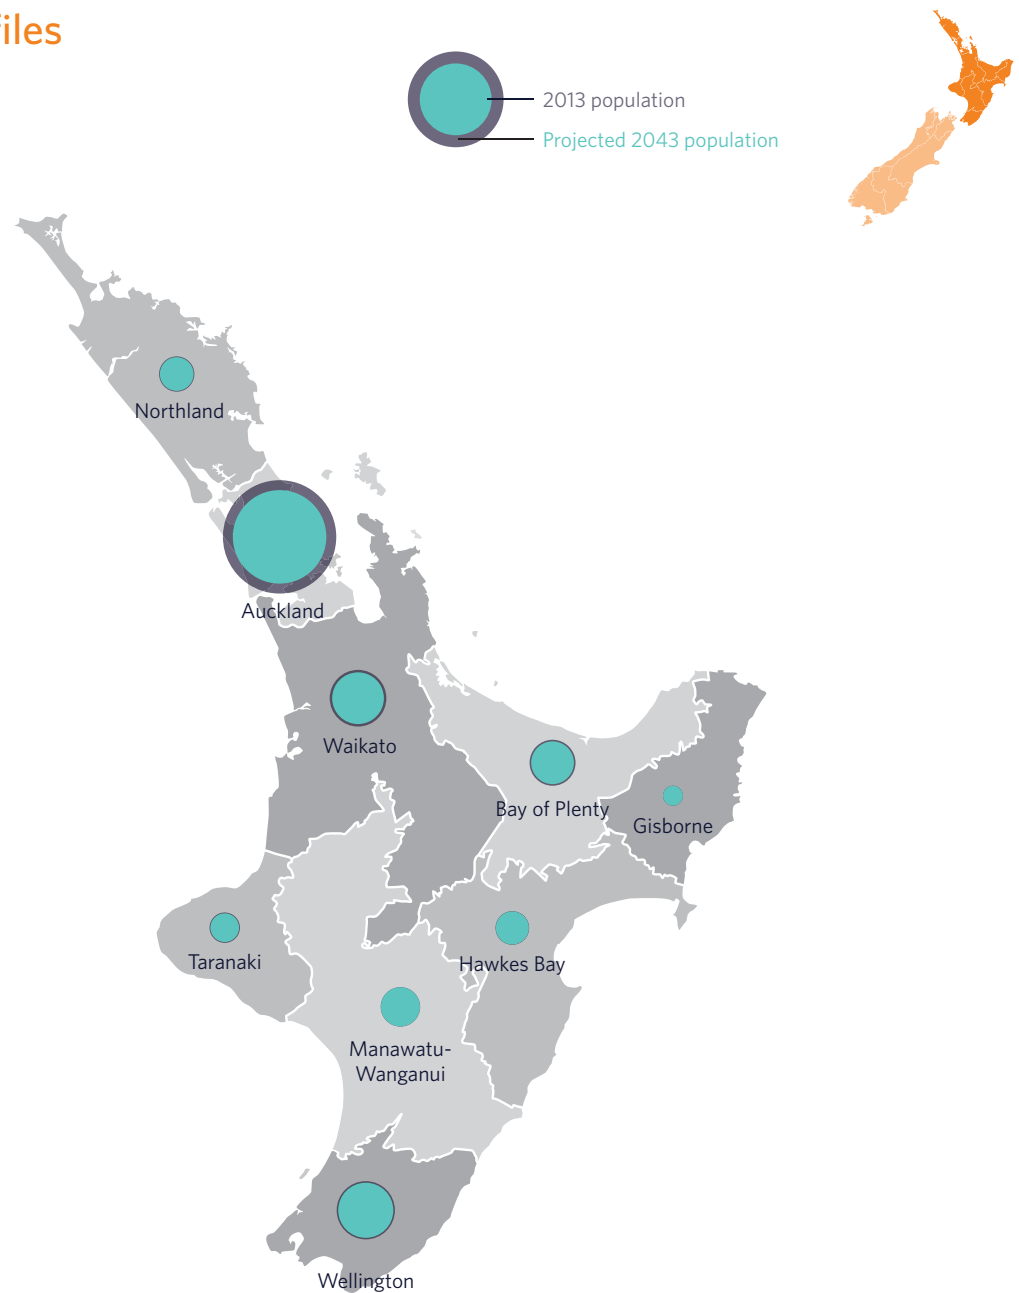 files
2013 population
Projected 2043 population
Northland
Auckland
Waikato
Bay of Plenty
Gisborne
Taranaki
Hawkes Bay
Manawatu-
Wanganui
Wellington